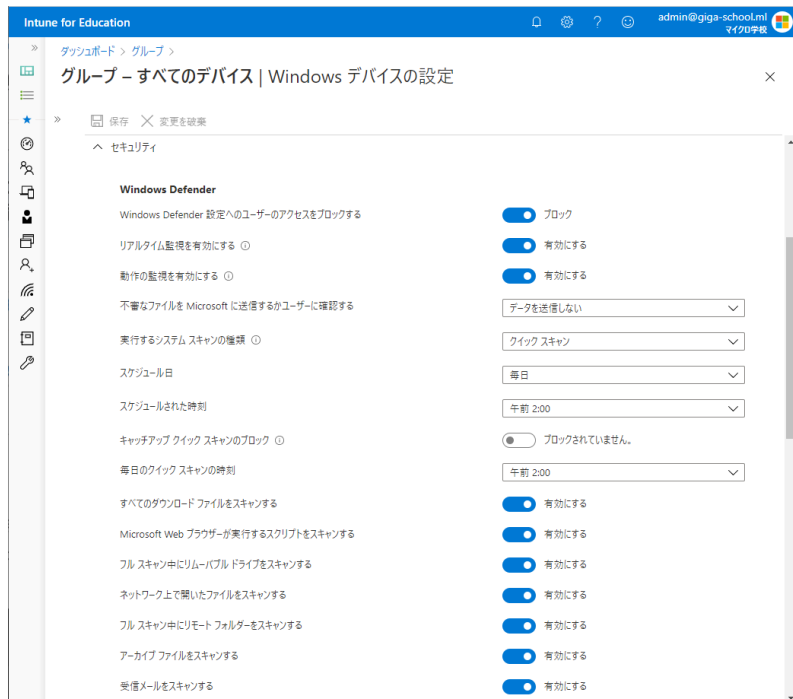 Intune for Education
admin@giga-school.ml
マイクロ学校
ダッシュボード > グループ >
グループ – すべてのデバイス | Windows デバイスの設定
保存 変更を破棄
セキュリティ
Windows Defender
Windows Defender 設定へのユーザーのアクセスをブロックする ブロック
リアルタイム監視を有効にする 有効にする
動作の監視を有効にする 有効にする
不審なファイルを Microsoft に送信するかユーザーに確認する データを送信しない
実行するシステム スキャンの種類 クイック スキャン
スケジュール日 毎日
スケジュールされた時刻 午前 2:00
キャッチアップ クイック スキャンのブロック ブロックされていません。
毎日のクイック スキャンの時刻 午前 2:00
すべてのダウンロード ファイルをスキャンする 有効にする
Microsoft Web ブラウザーが実行するスクリプトをスキャンする 有効にする
フル スキャン中にリムーバブル ドライブをスキャンする 有効にする
ネットワーク上で開いたファイルをスキャンする 有効にする
フル スキャン中にリモート フォルダーをスキャンする 有効にする
アーカイブ ファイルをスキャンする 有効にする
受信メールをスキャンする 有効にする